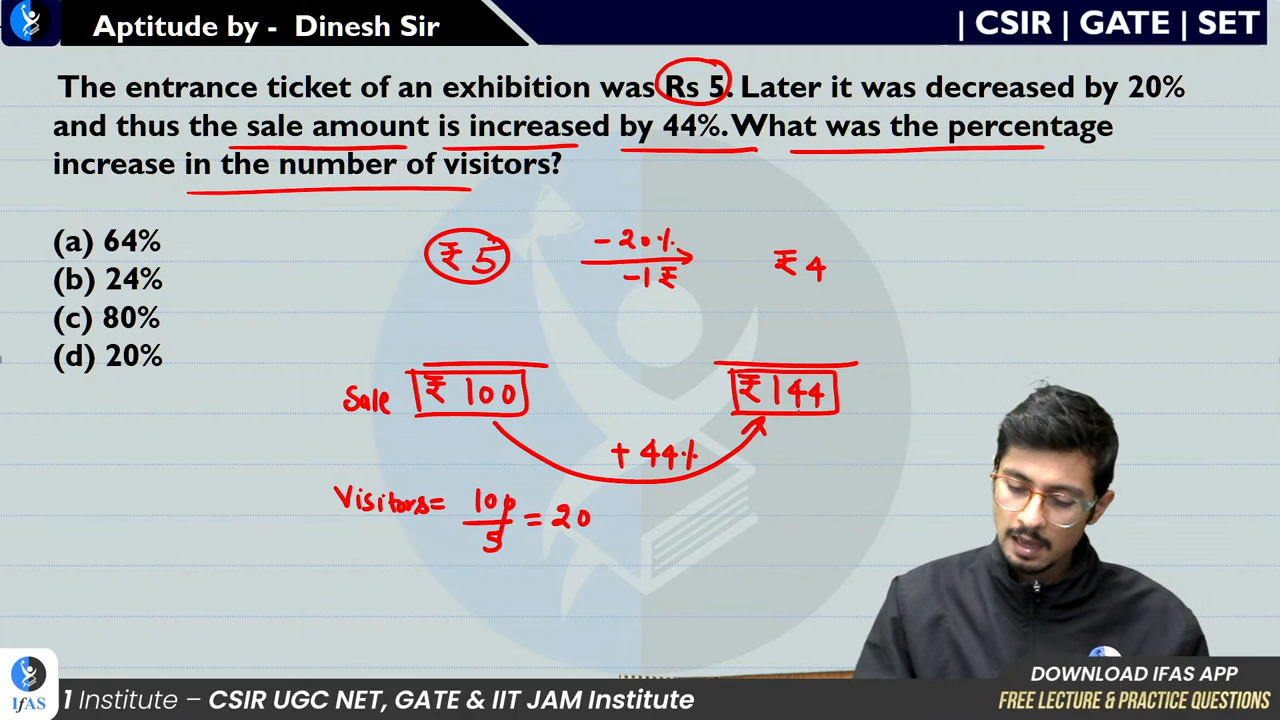 Aptitude by - Dinesh Sir
| CSIR | GATE | SET
The entrance ticket of an exhibition was Rs 5. Later it was decreased by 20%
and thus the sale amount is increased by 44%. What was the percentage
increase in the number of visitors?
(a) 64%
(b) 24%
(c) 80%
(d) 20%
₹ 5 -20% -1₹ ₹ 4
Sale ₹ 100 ₹ 144
+ 44%
Visitors = 100/5 = 20
DOWNLOAD IFAS APP
FREE LECTURE & PRACTICE QUESTIONS
IfAS
1 Institute – CSIR UGC NET, GATE & IIT JAM Institute